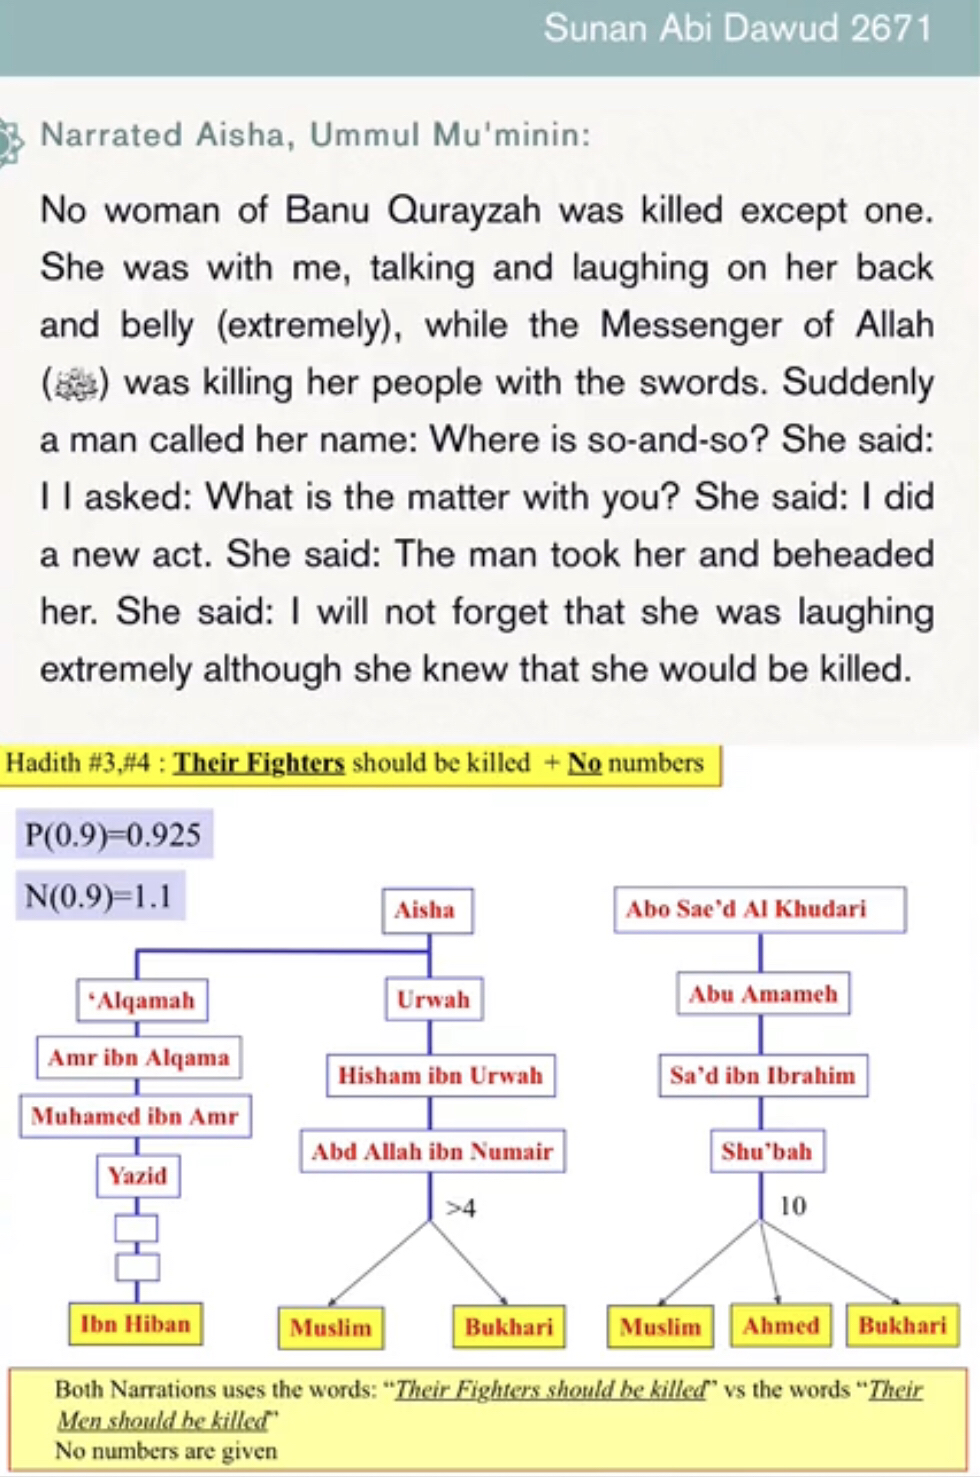 Sunan Abi Dawud 2671
Narrated Aisha, Ummul Mu'minin:
No woman of Banu Qurayzah was killed except one.
She was with me, talking and laughing on her back
and belly (extremely), while the Messenger of Allah
(ﷺ) was killing her people with the swords. Suddenly
a man called her name: Where is so-and-so? She said:
I I asked: What is the matter with you? She said: I did
a new act. She said: The man took her and beheaded
her. She said: I will not forget that she was laughing
extremely although she knew that she would be killed.
Hadith #3,#4 : Their Fighters should be killed + No numbers
P(0.9)=0.925
N(0.9)=1.1
Aisha
Abo Sae’d Al Khudari
‘Alqamah
Urwah
Abu Amameh
Amr ibn Alqama
Hisham ibn Urwah
Sa’d ibn Ibrahim
Muhamed ibn Amr
Abd Allah ibn Numair
Shu’bah
Yazid
>4
10
Ibn Hiban
Muslim
Bukhari
Muslim
Ahmed
Bukhari
Both Narrations uses the words: “Their Fighters should be killed” vs the words “Their
Men should be killed”
No numbers are given